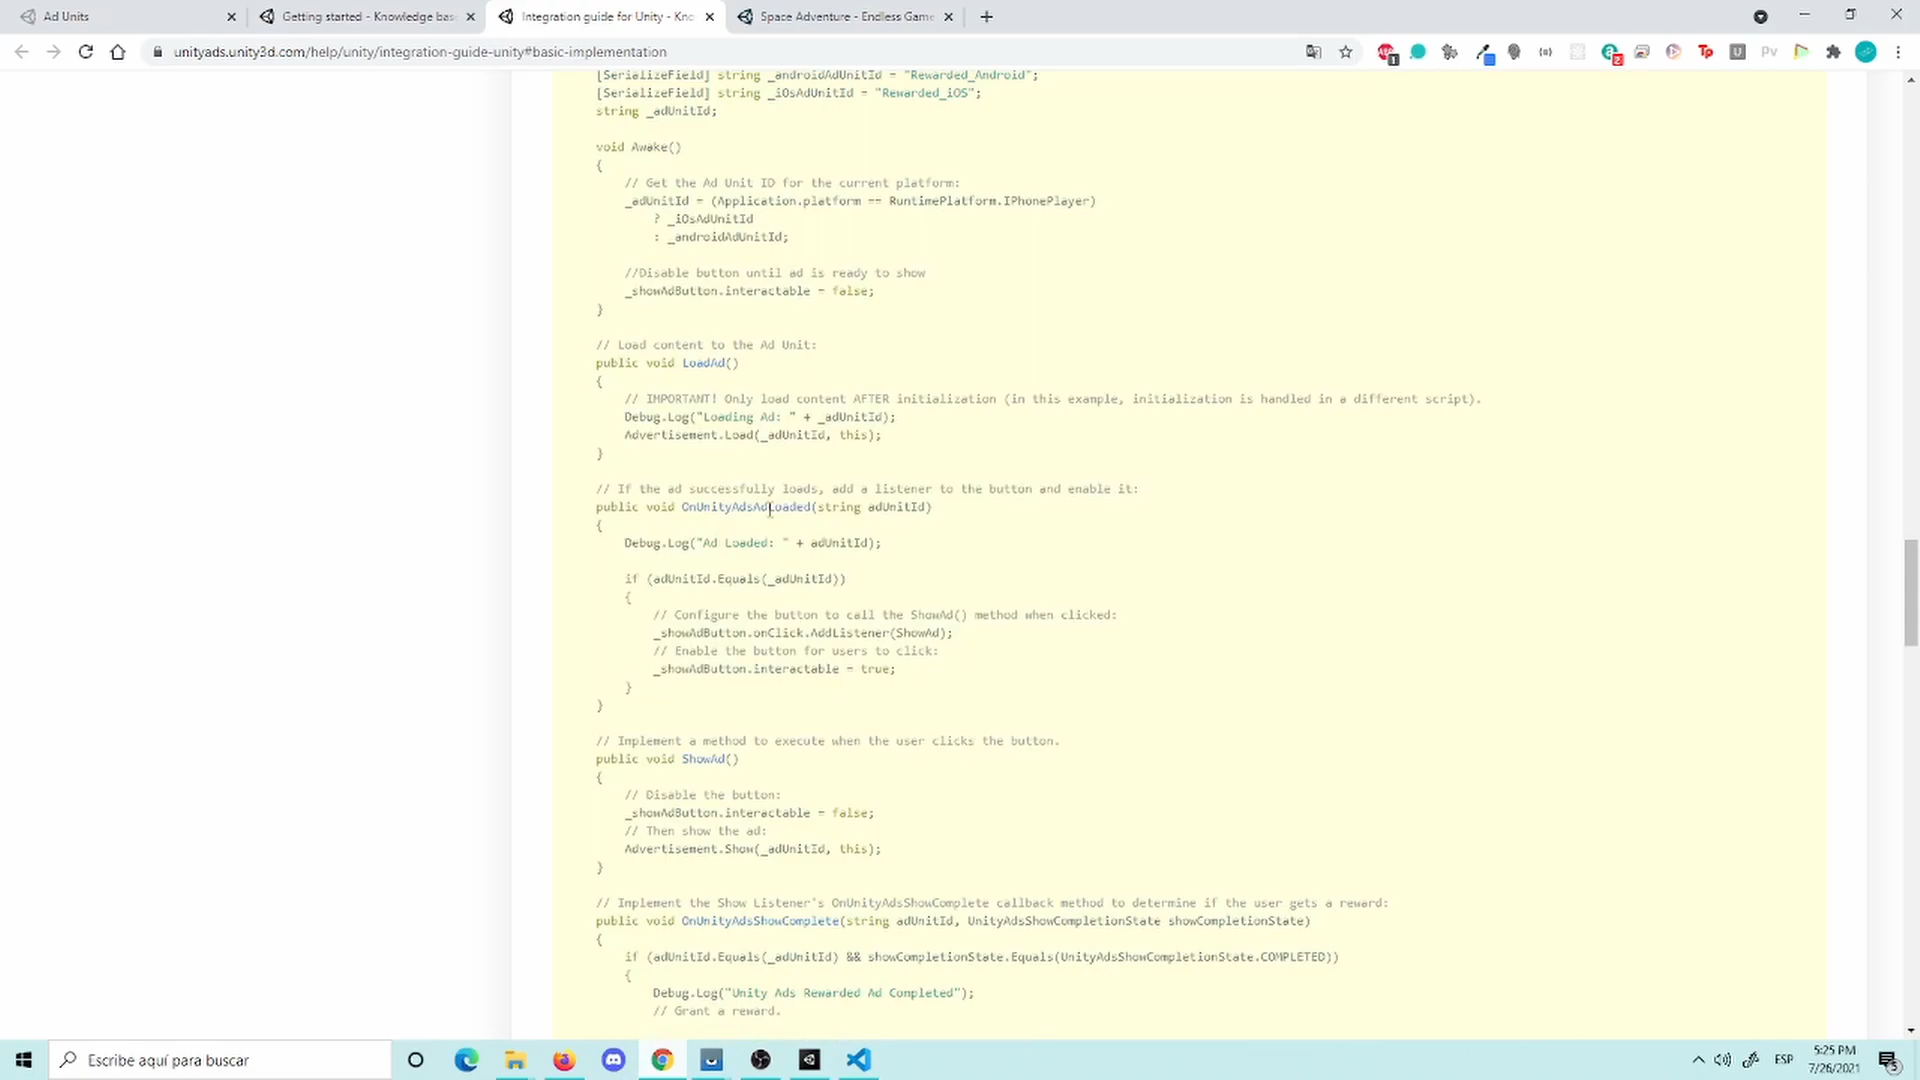 Ad Units
Getting started - Knowledge bas
Integration guide for Unity - Kno
Space Adventure - Endless Game
unityads.unity3d.com/help/unity/integration-guide-unity#basic-implementation
[SerializeField] string _androidAdUnitId = "Rewarded_Android";
[SerializeField] string _iOsAdUnitId = "Rewarded_iOS";
string _adUnitId;
void Awake()
{
// Get the Ad Unit ID for the current platform:
_adUnitId = (Application.platform == RuntimePlatform.IPhonePlayer)
? _iOsAdUnitId
: _androidAdUnitId;
//Disable button until ad is ready to show
_showAdButton.interactable = false;
}
// Load content to the Ad Unit:
public void LoadAd()
{
// IMPORTANT! Only load content AFTER initialization (in this example, initialization is handled in a different script).
Debug.Log("Loading Ad: " + _adUnitId);
Advertisement.Load(_adUnitId, this);
}
// If the ad successfully loads, add a listener to the button and enable it:
public void OnUnityAdsAdLoaded(string adUnitId)
{
Debug.Log("Ad Loaded: " + adUnitId);
if (adUnitId.Equals(_adUnitId))
{
// Configure the button to call the ShowAd() method when clicked:
_showAdButton.onClick.AddListener(ShowAd);
// Enable the button for users to click:
_showAdButton.interactable = true;
}
}
// Implement a method to execute when the user clicks the button.
public void ShowAd()
{
// Disable the button:
_showAdButton.interactable = false;
// Then show the ad:
Advertisement.Show(_adUnitId, this);
}
// Implement the Show Listener's OnUnityAdsShowComplete callback method to determine if the user gets a reward:
public void OnUnityAdsShowComplete(string adUnitId, UnityAdsShowCompletionState showCompletionState)
{
if (adUnitId.Equals(_adUnitId) && showCompletionState.Equals(UnityAdsShowCompletionState.COMPLETED))
{
Debug.Log("Unity Ads Rewarded Ad Completed");
// Grant a reward.
Escribe aquí para buscar
ESP
5:25 PM
7/26/2021